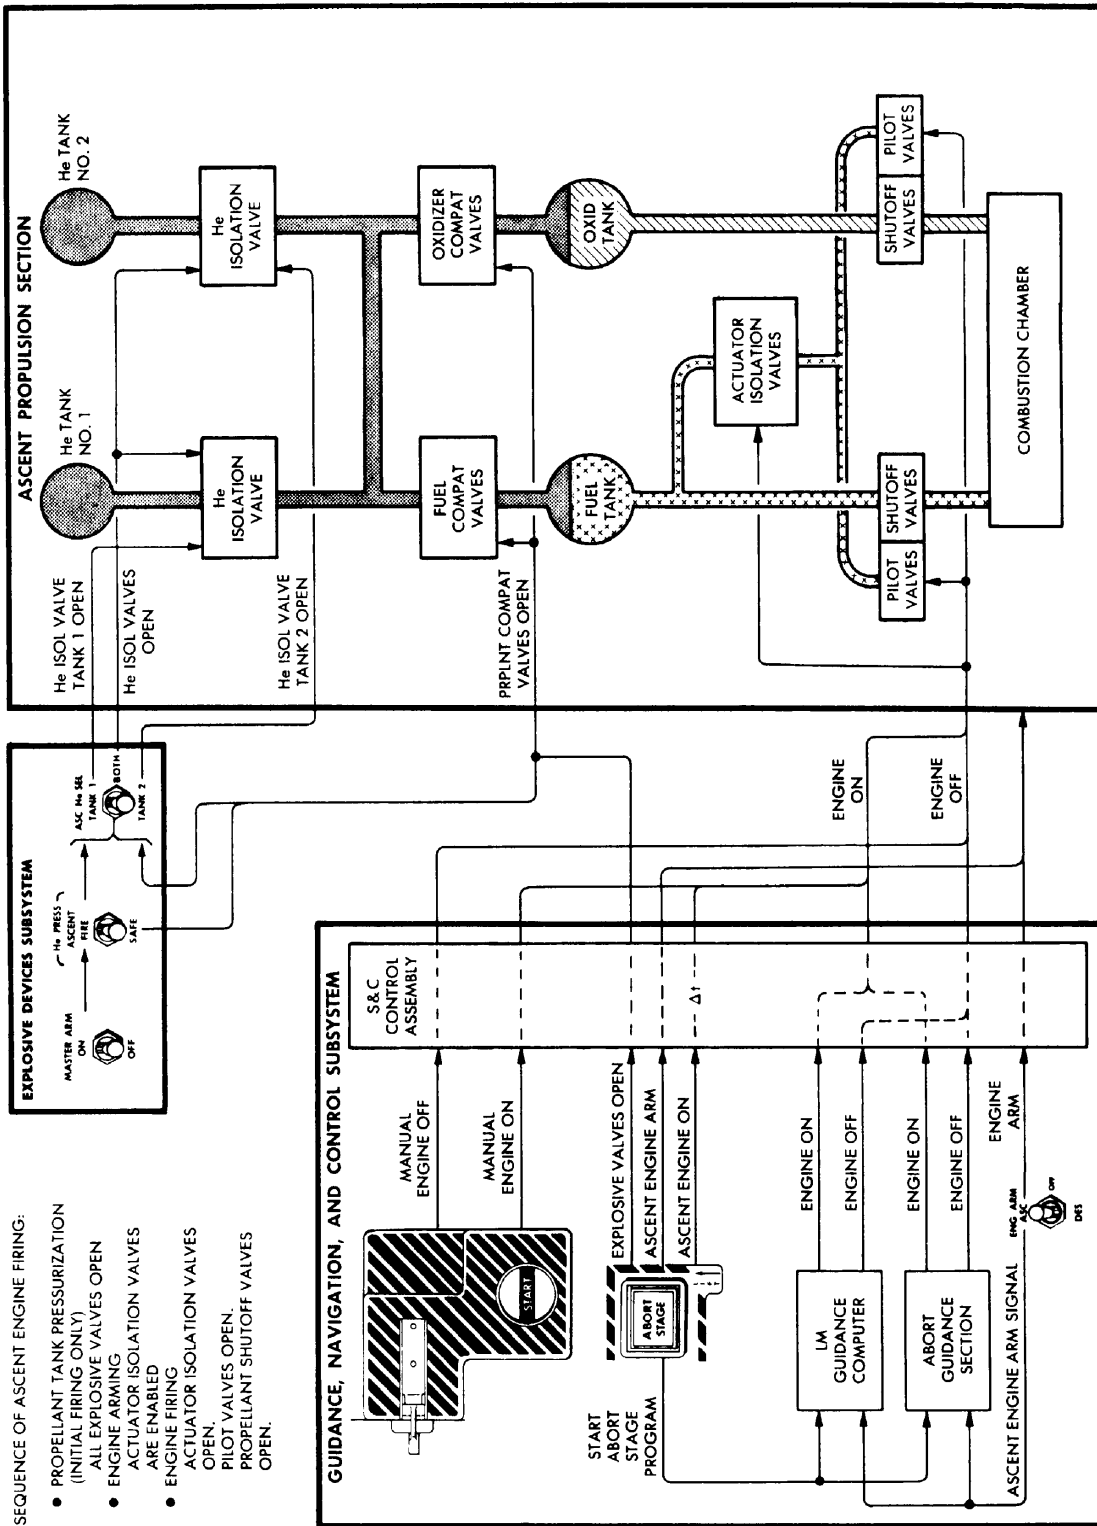 SEQUENCE OF ASCENT ENGINE FIRING:
● PROPELLANT TANK PRESSURIZATION
(INITIAL FIRING ONLY)
ALL EXPLOSIVE VALVES OPEN
● ENGINE ARMING
ACTUATOR ISOLATION VALVES
ARE ENABLED
● ENGINE FIRING
ACTUATOR ISOLATION VALVES
OPEN.
PILOT VALVES OPEN.
PROPELLANT SHUTOFF VALVES
OPEN.
EXPLOSIVE DEVICES SUBSYSTEM
MASTER ARM
ON
OFF
He PRESS
ASCENT
FIRE
SAFE
ASC He SEL
TANK 1
BOTH
TANK 2
ASCENT PROPULSION SECTION
He ISOL VALVE
TANK 1 OPEN
He ISOL VALVES
OPEN
He ISOL VALVE
TANK 2 OPEN
PRPLNT COMPAT
VALVES OPEN
He TANK
NO. 1
He TANK
NO. 2
He
ISOLATION
VALVE
He
ISOLATION
VALVE
FUEL
COMPAT
VALVES
OXIDIZER
COMPAT
VALVES
FUEL
TANK
OXID
TANK
ACTUATOR
ISOLATION
VALVES
PILOT
VALVES
SHUTOFF
VALVES
SHUTOFF
VALVES
PILOT
VALVES
COMBUSTION CHAMBER
GUIDANCE, NAVIGATION, AND CONTROL SUBSYSTEM
START
MANUAL
ENGINE OFF
MANUAL
ENGINE ON
S&C
CONTROL
ASSEMBLY
START
ABORT
STAGE
PROGRAM
ABORT
STAGE
EXPLOSIVE VALVES OPEN
ASCENT ENGINE ARM
ASCENT ENGINE ON
Δt
LM
GUIDANCE
COMPUTER
ENGINE ON
ENGINE OFF
ABORT
GUIDANCE
SECTION
ENGINE ON
ENGINE OFF
ENGINE
ON
ENGINE
OFF
ASCENT ENGINE ARM SIGNAL
ENG ARM
ASC
OFF
DES
ENGINE
ARM